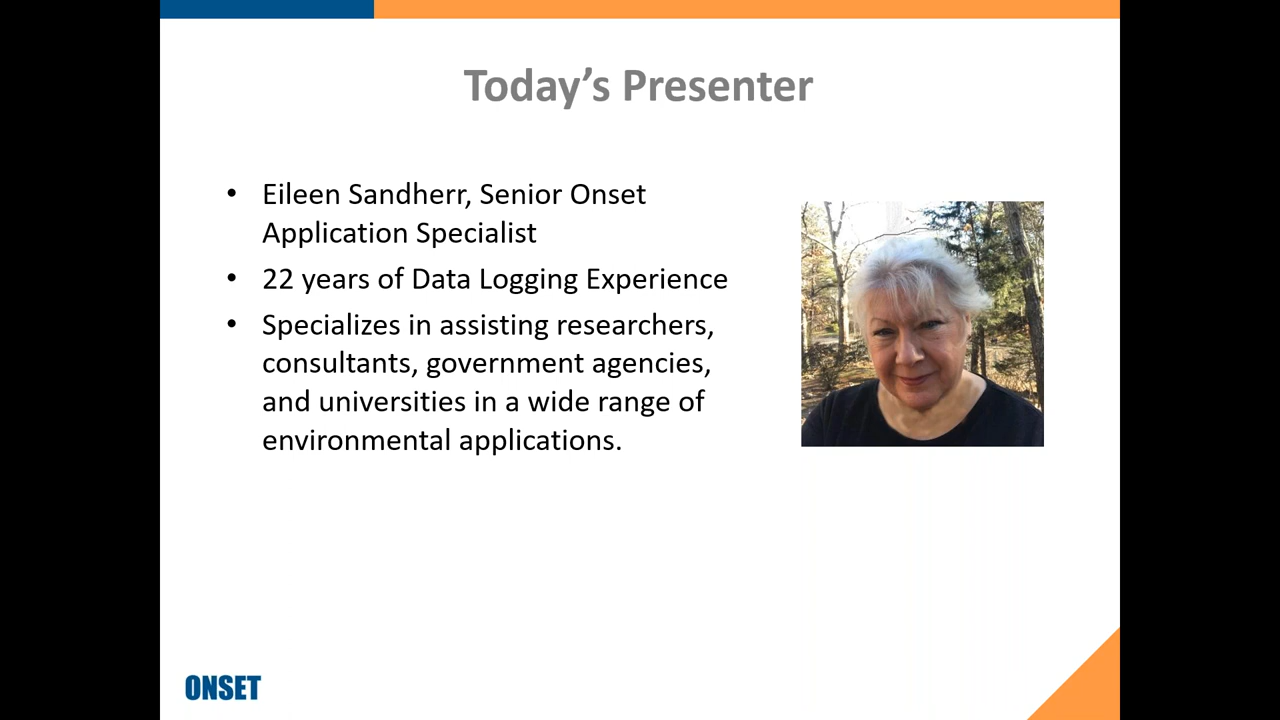 Today’s Presenter
• Eileen Sandherr, Senior Onset
Application Specialist
• 22 years of Data Logging Experience
• Specializes in assisting researchers,
consultants, government agencies,
and universities in a wide range of
environmental applications.
ONSET